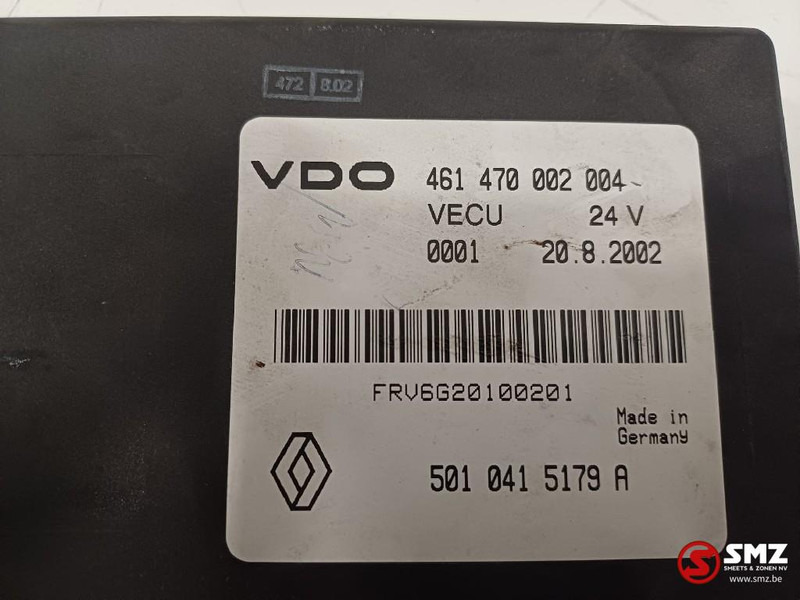 472 8.02
VDO 461 470 002 004
VECU 24 V
0001 20.8.2002
FRV6G20100201
Made in
Germany
501 041 5179 A
SMZ
SMEETS & ZONEN NV
www.smz.be